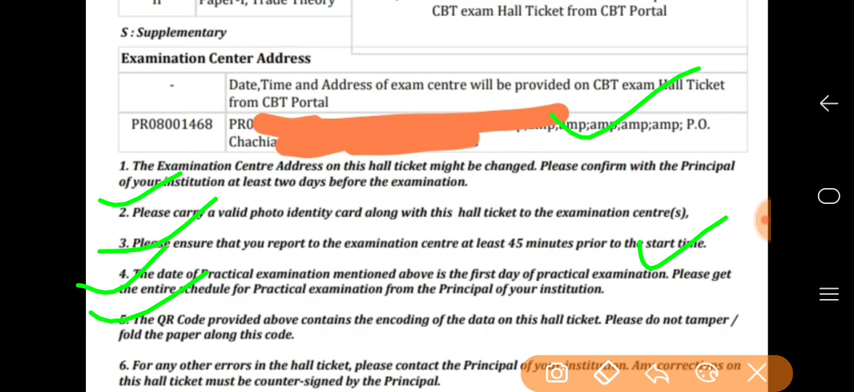 II Paper-I, Trade Theory
CBT exam Hall Ticket from CBT Portal
S : Supplementary
Examination Center Address
- Date,Time and Address of exam centre will be provided on CBT exam Hall Ticket
from CBT Portal
PR08001468 PR0 amp;amp;amp;amp; P.O.
Chachia
1. The Examination Centre Address on this hall ticket might be changed. Please confirm with the Principal
of your institution at least two days before the examination.
2. Please carry a valid photo identity card along with this hall ticket to the examination centre(s),
3. Please ensure that you report to the examination centre at least 45 minutes prior to the start time.
4. The date of Practical examination mentioned above is the first day of practical examination. Please get
the entire schedule for Practical examination from the Principal of your institution.
5. The QR Code provided above contains the encoding of the data on this hall ticket. Please do not tamper /
fold the paper along this code.
6. For any other errors in the hall ticket, please contact the Principal of your institution. Any corrections on
this hall ticket must be counter-signed by the Principal.